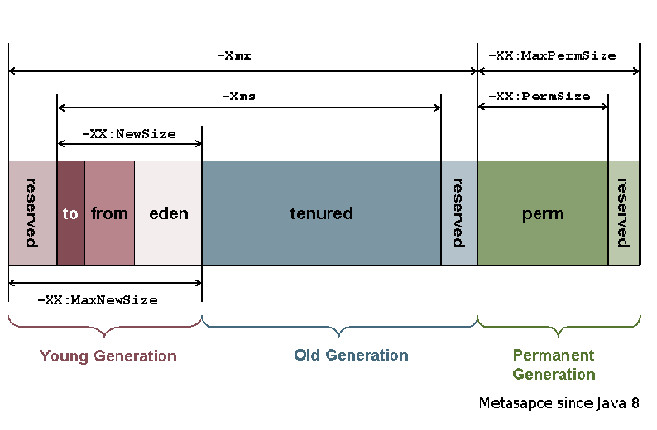 -Xmx
-XX:MaxPermSize
-Xms
-XX:PermSize
-XX:NewSize
reserved
to
from
eden
tenured
reserved
perm
reserved
-XX:MaxNewSize
Young Generation
Old Generation
Permanent
Generation
Metasapce since Java 8